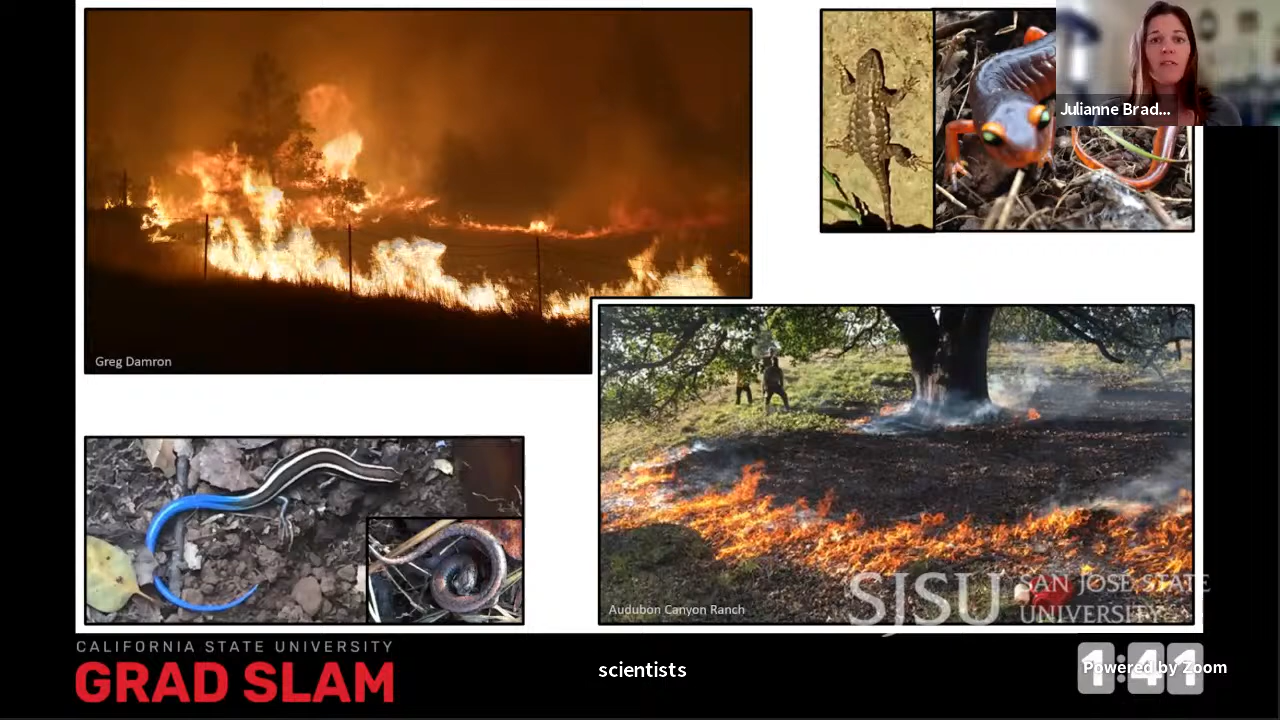 Julianne Brad...
Greg Damron
Audubon Canyon Ranch
SJSU SAN JOSE STATE
UNIVERSITY
CALIFORNIA STATE UNIVERSITY
GRAD SLAM
scientists
1:41
Powered by Zoom